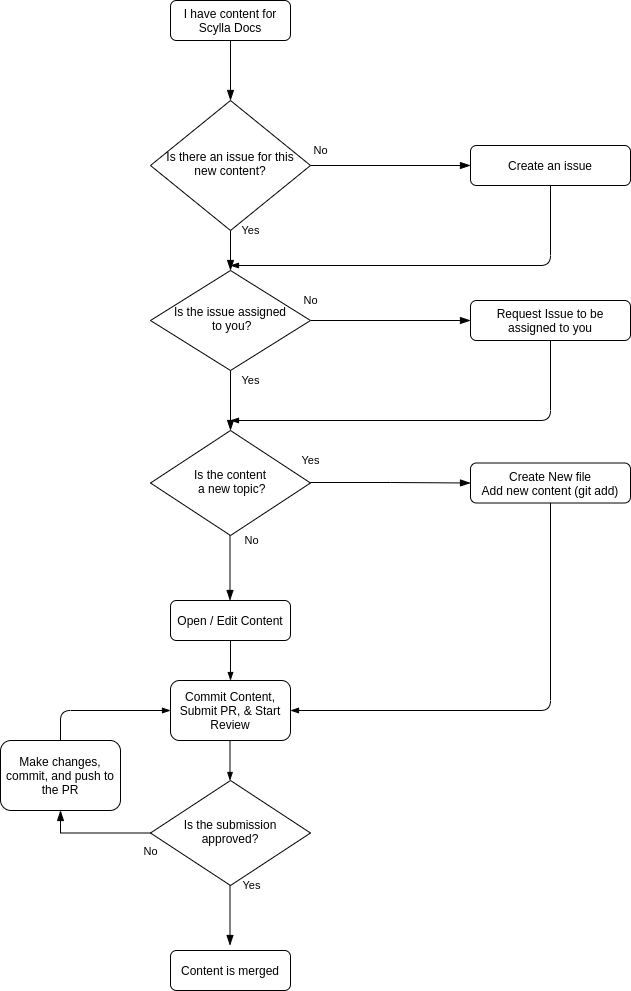 I have content for
Scylla Docs
Is there an issue for this
new content?
No
Create an issue
Yes
Is the issue assigned
to you?
No
Request Issue to be
assigned to you
Yes
Is the content
a new topic?
Yes
Create New file
Add new content (git add)
No
Open / Edit Content
Commit Content,
Submit PR, & Start
Review
Make changes,
commit, and push to
the PR
Is the submission
approved?
No
Yes
Content is merged